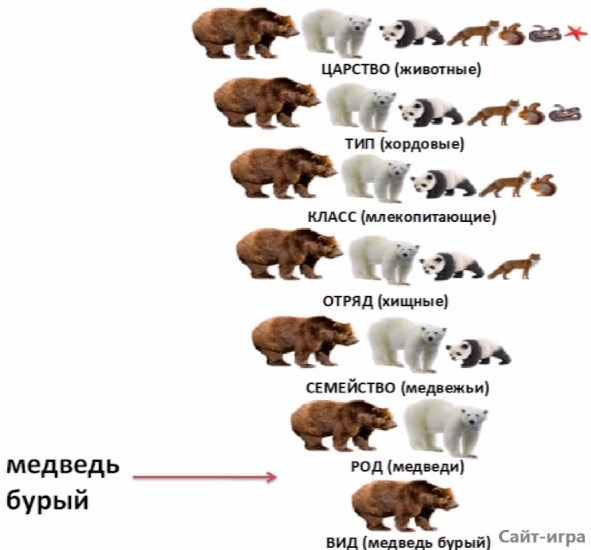 ЦАРСТВО (животные)
ТИП (хордовые)
КЛАСС (млекопитающие)
ОТРЯД (хищные)
СЕМЕЙСТВО (медвежьи)
РОД (медведи)
медведь
бурый
ВИД (медведь бурый)
Сайт-игра